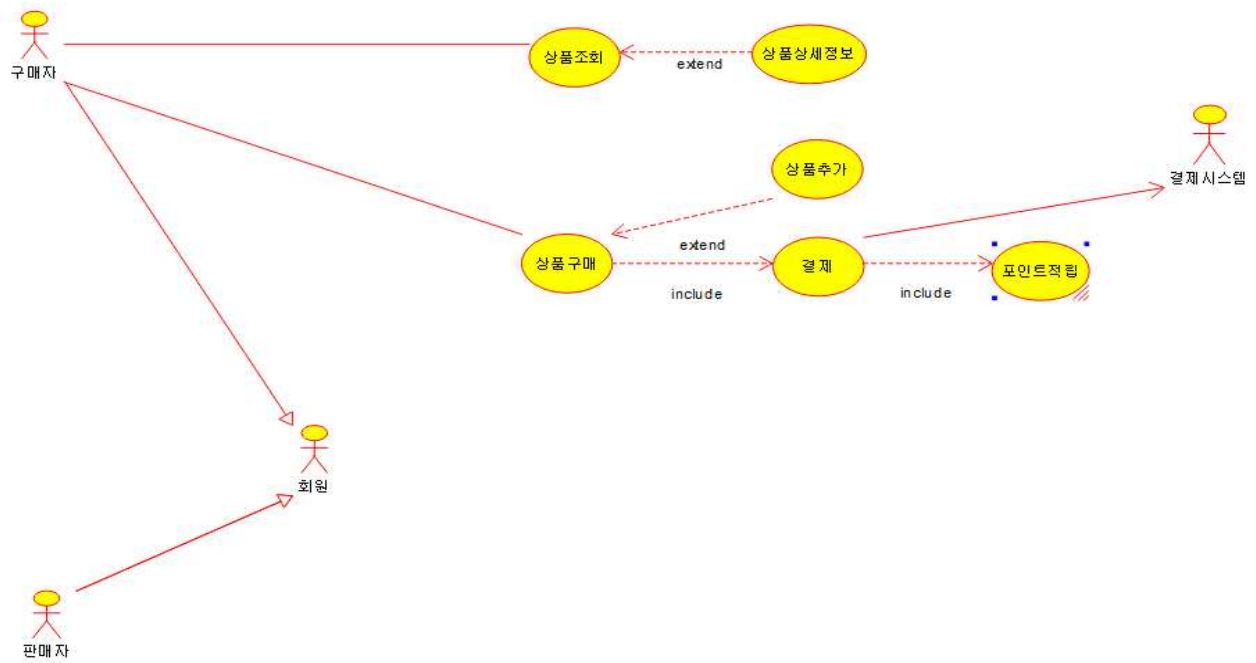 구매자
상품조회
extend
상품상세정보
상품추가
결제시스템
상품구매
extend
include
결제
include
포인트적립
회원
판매자